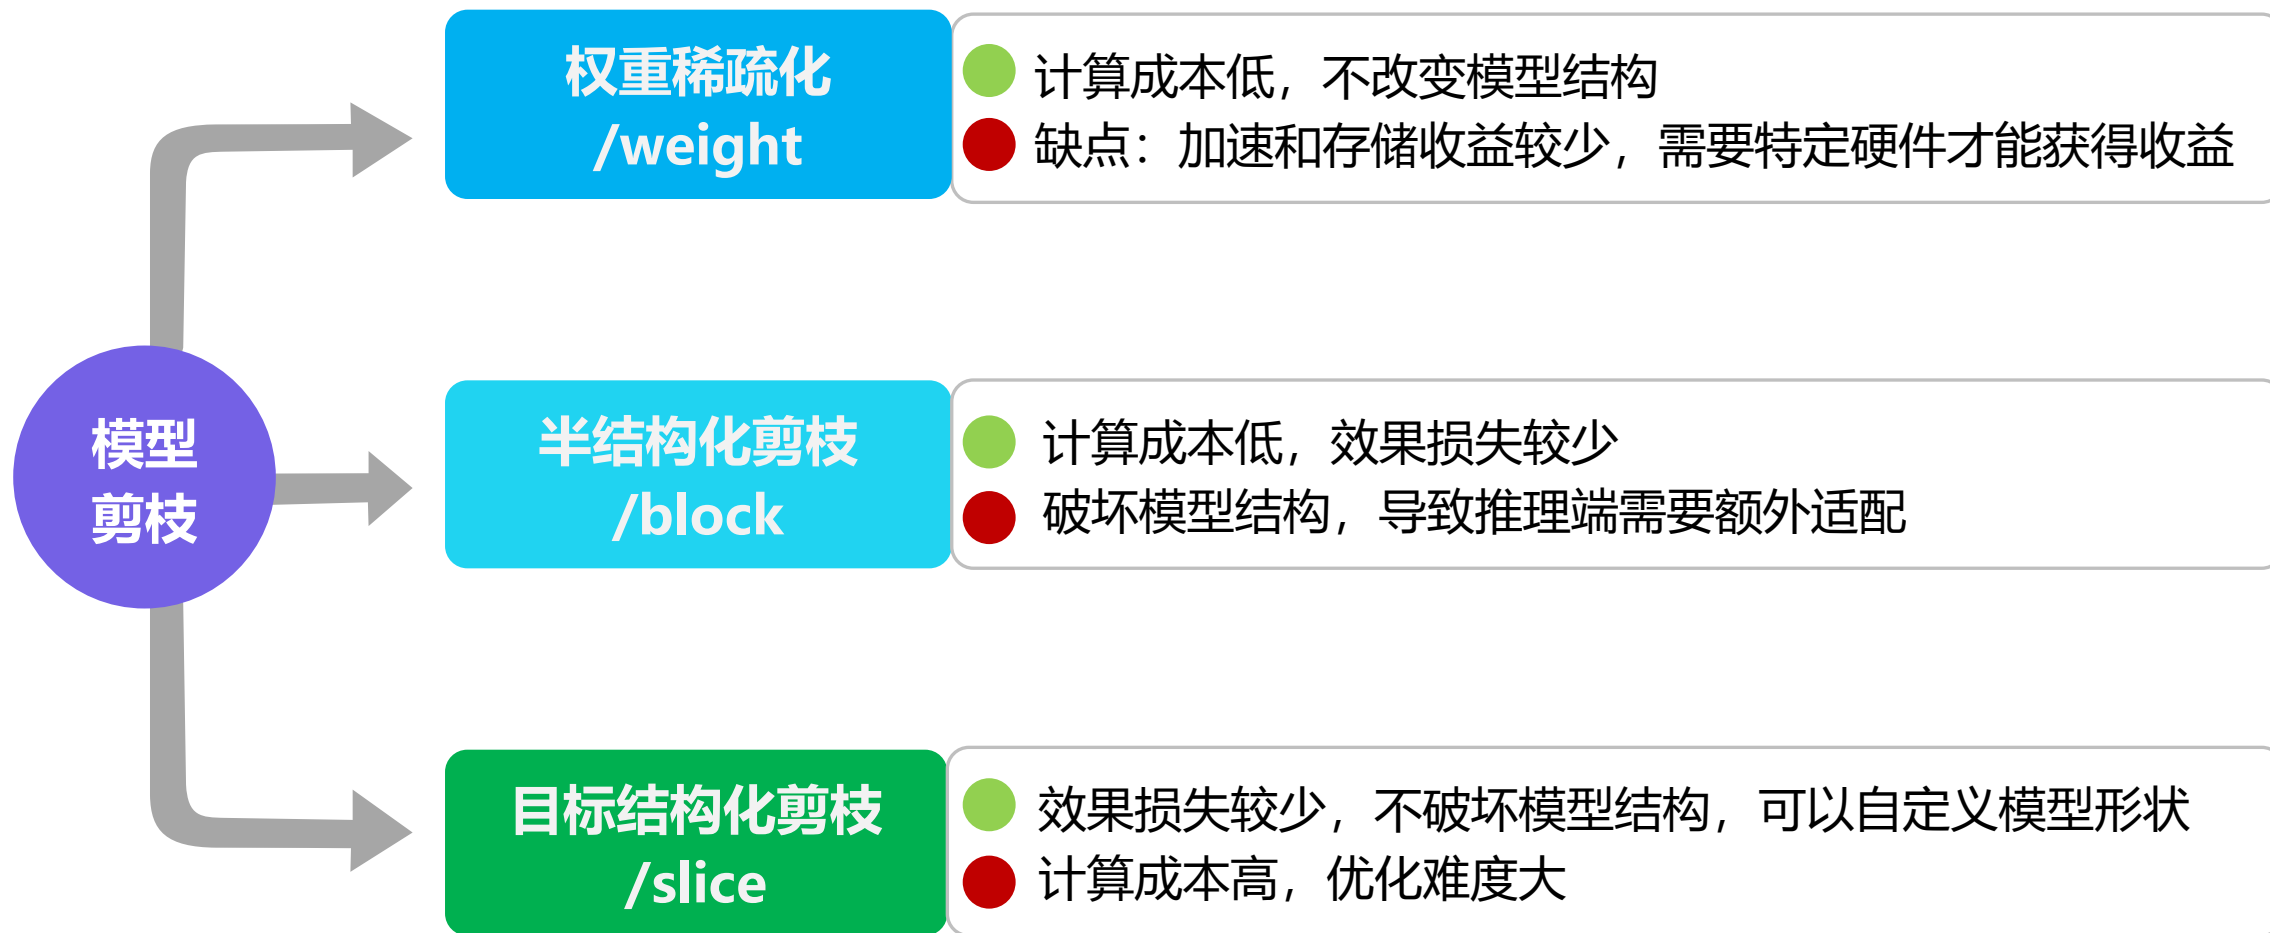 模型
剪枝
权重稀疏化
/weight
计算成本低，不改变模型结构
缺点：加速和存储收益较少，需要特定硬件才能获得收益
半结构化剪枝
/block
计算成本低，效果损失较少
破坏模型结构，导致推理端需要额外适配
目标结构化剪枝
/slice
效果损失较少，不破坏模型结构，可以自定义模型形状
计算成本高，优化难度大